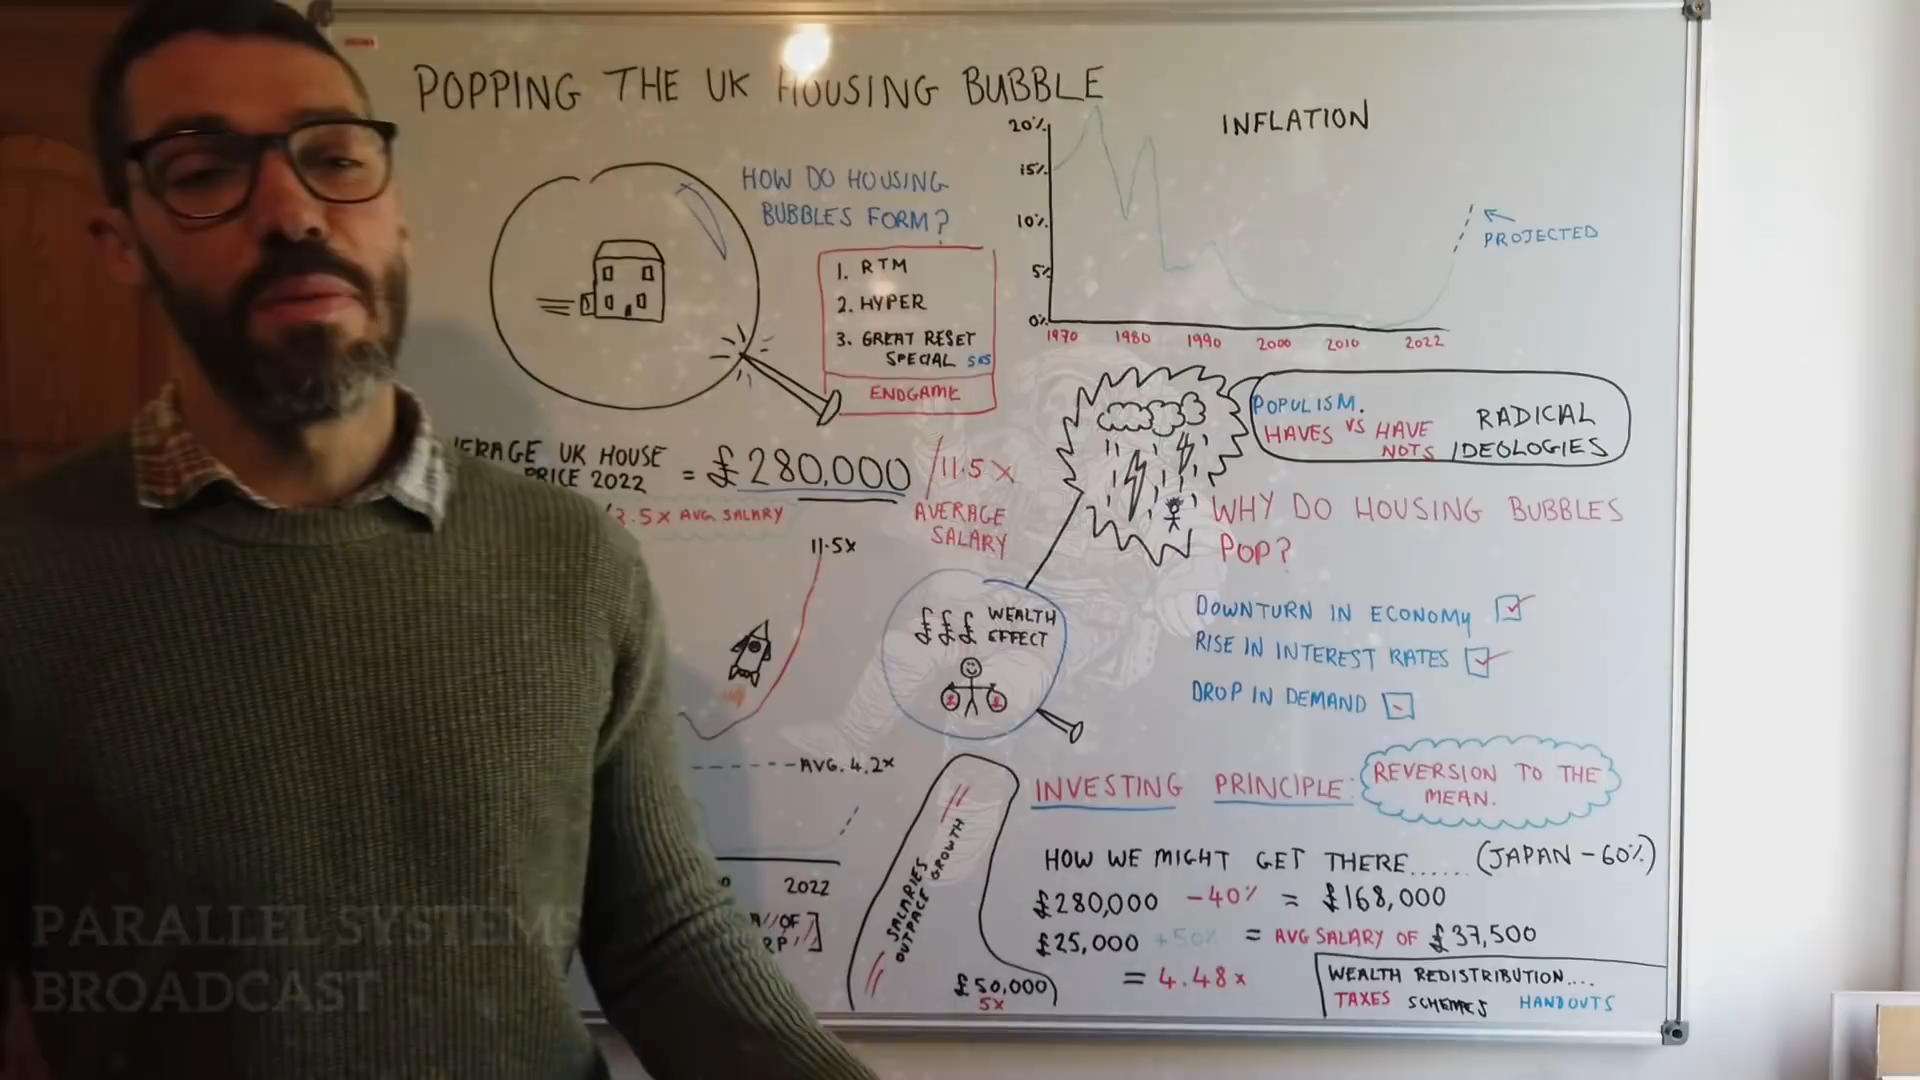 POPPING THE UK HOUSING BUBBLE
INFLATION
20%
15%
10%
5%
0%
1970 1980 1990 2000 2010 2022
PROJECTED
HOW DO HOUSING
BUBBLES FORM?
1. RTM
2. HYPER
3. GREAT RESET
SPECIAL
ENDGAME
POPULISM.
HAVES VS HAVE
NOTS
RADICAL
IDEOLOGIES
ERAGE UK HOUSE
PRICE 2022
= £280,000 / 11.5 X
AVERAGE
SALARY
.5X AVG. SALARY
11.5X
WHY DO HOUSING BUBBLES
POP?
£££ WEALTH
EFFECT
£ £
DOWNTURN IN ECONOMY
RISE IN INTEREST RATES
DROP IN DEMAND
AVG. 4.2X
2022
SALARIES
OUTPACE GROWTH
£50,000
5X
INVESTING PRINCIPLE:
REVERSION TO THE
MEAN.
HOW WE MIGHT GET THERE...... (JAPAN - 60%)
£280,000 -40% = £168,000
£25,000 +50% = AVG SALARY OF £37,500
= 4.48x
WEALTH REDISTRIBUTION....
TAXES SCHEMES HANDOUTS
PARALLEL SYSTEMS
BROADCAST